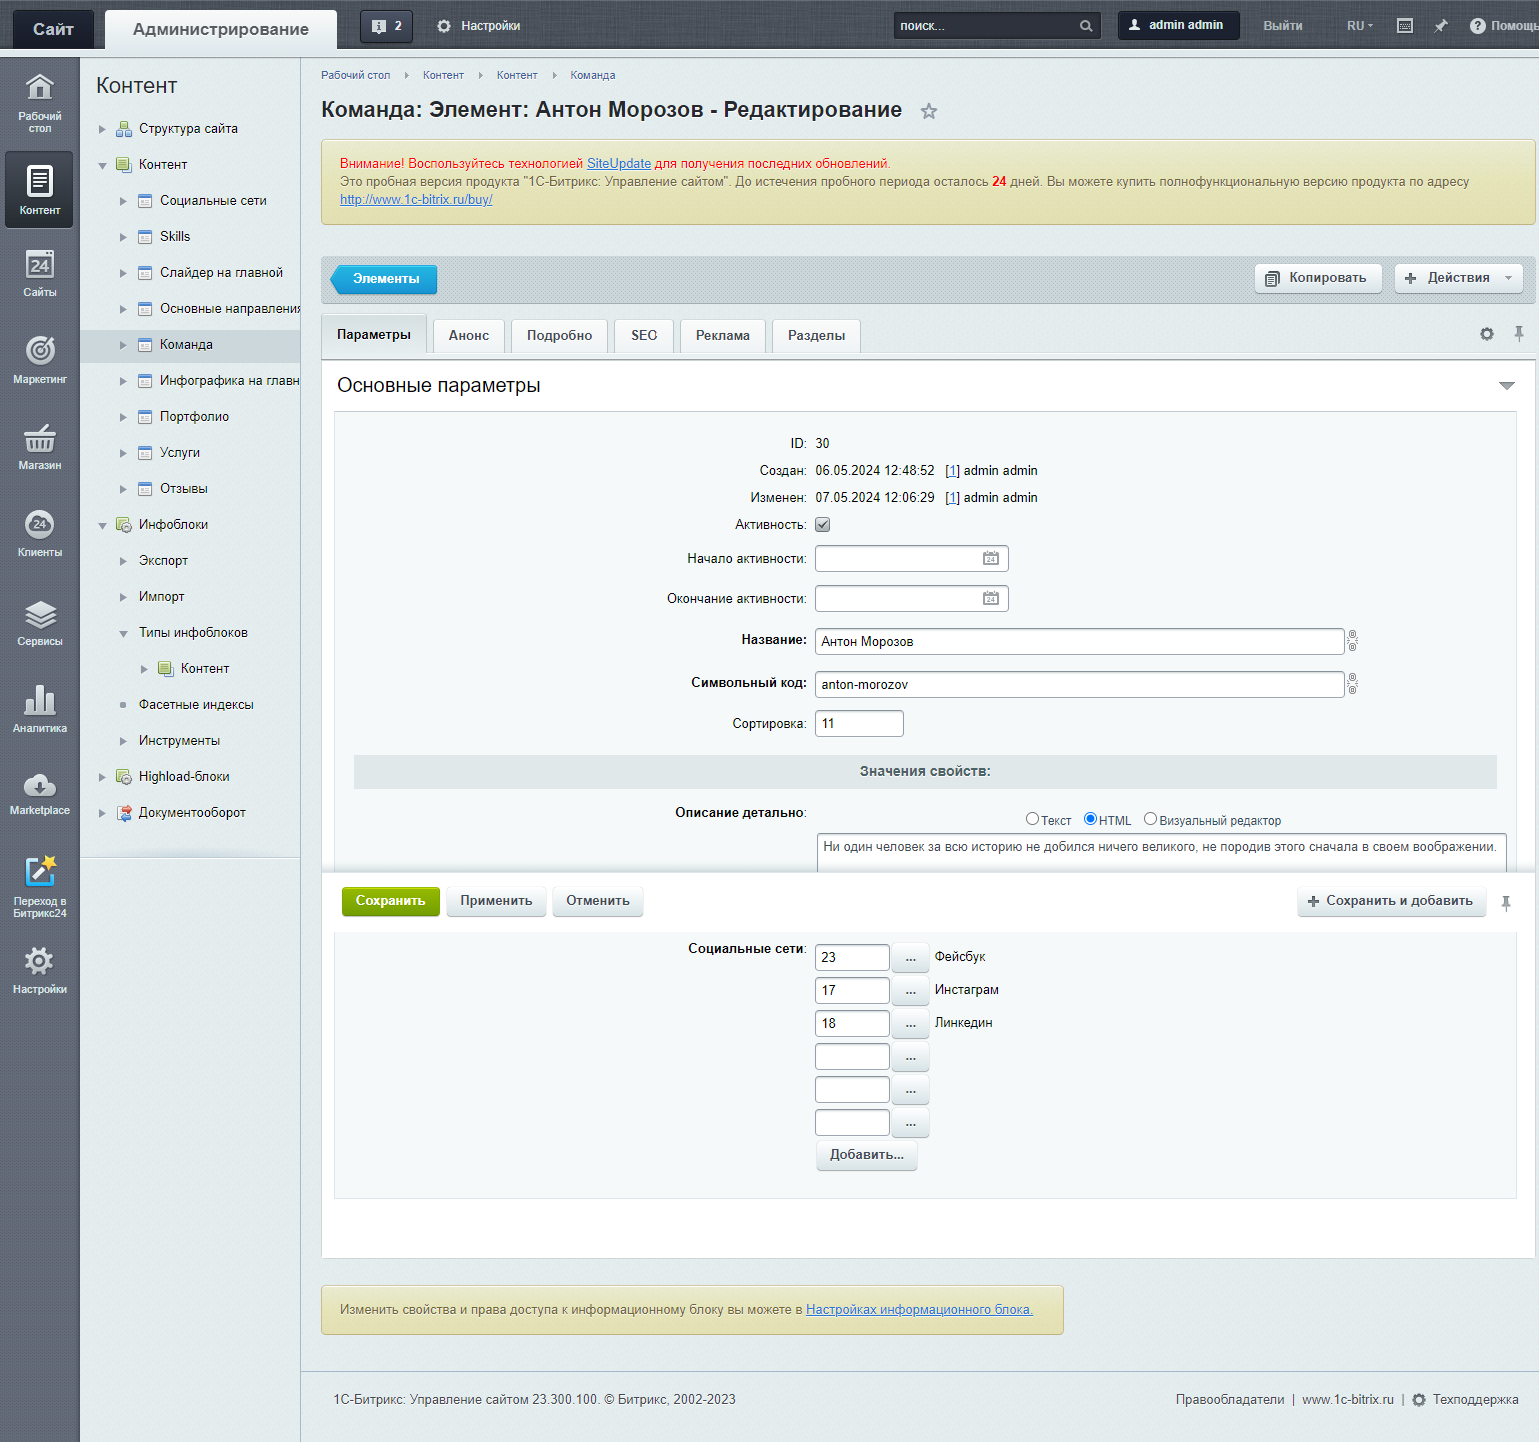 Сайт
Администрирование
2
Настройки
поиск...
admin admin
Выйти
RU
Помощь
Рабочий стол
Контент
24
Сайты
Маркетинг
Магазин
24
Клиенты
Сервисы
Аналитика
Marketplace
Переход в Битрикс24
Настройки
Контент
Структура сайта
Контент
Социальные сети
Skills
Слайдер на главной
Основные направления
Команда
Инфографика на главн
Портфолио
Услуги
Отзывы
Инфоблоки
Экспорт
Импорт
Типы инфоблоков
Контент
Фасетные индексы
Инструменты
Highload-блоки
Документооборот
Рабочий стол Контент Контент Команда
Команда: Элемент: Антон Морозов - Редактирование
Внимание! Воспользуйтесь технологией SiteUpdate для получения последних обновлений.
Это пробная версия продукта "1С-Битрикс: Управление сайтом". До истечения пробного периода осталось 24 дней. Вы можете купить полнофункциональную версию продукта по адресу
http://www.1c-bitrix.ru/buy/
Элементы
Копировать
Действия
Параметры Анонс Подробно SEO Реклама Разделы
Основные параметры
ID: 30
Создан: 06.05.2024 12:48:52 [1] admin admin
Изменен: 07.05.2024 12:06:29 [1] admin admin
Активность:
Начало активности:
Окончание активности:
Название: Антон Морозов
Символьный код: anton-morozov
Сортировка: 11
Значения свойств:
Описание детально:
Текст HTML Визуальный редактор
Ни один человек за всю историю не добился ничего великого, не породив этого сначала в своем воображении.
Сохранить Применить Отменить
Сохранить и добавить
Социальные сети: 23 ... Фейсбук
17 ... Инстаграм
18 ... Линкедин
...
...
...
Добавить...
Изменить свойства и права доступа к информационному блоку вы можете в Настройках информационного блока.
1С-Битрикс: Управление сайтом 23.300.100. © Битрикс, 2002-2023
Правообладатели | www.1c-bitrix.ru | Техподдержка